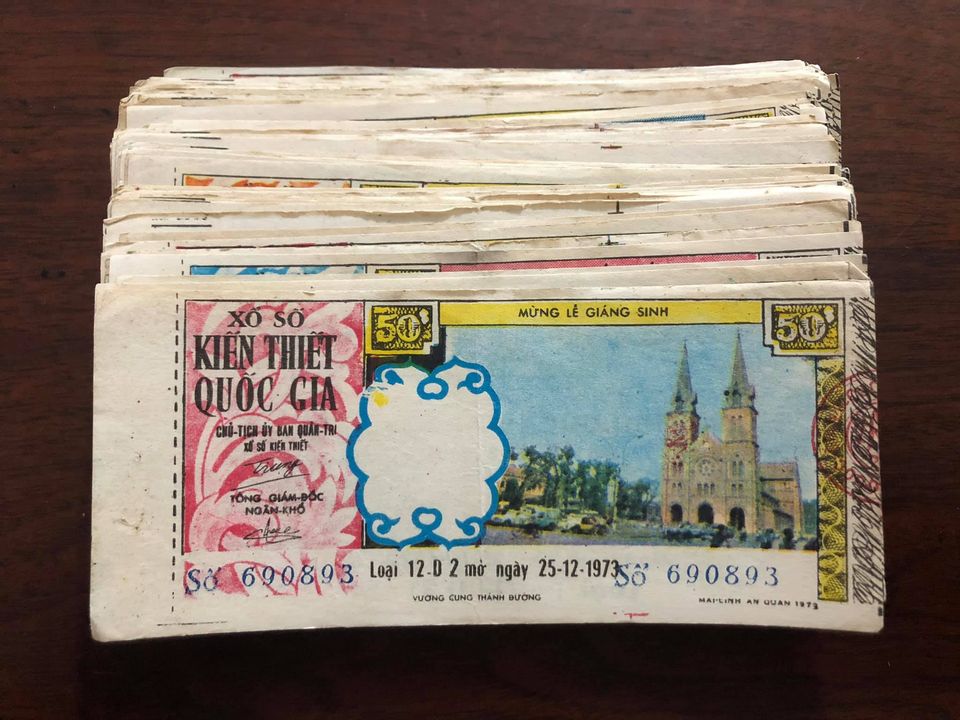 XỔ SỐ
KIẾN THIẾT
QUỐC GIA
CHỦ-TỊCH ỦY BAN QUẢN-TRỊ
XỔ SỐ KIẾN THIẾT
TỔNG GIÁM-ĐỐC
NGÂN-KHỐ
50
MỪNG LỄ GIÁNG SINH
50
Số 690893
Loại 12-D 2 mở ngày 25-12-1973
Số 690893
VƯƠNG CUNG THÁNH ĐƯỜNG
MAI-LINH AN QUAN 1973